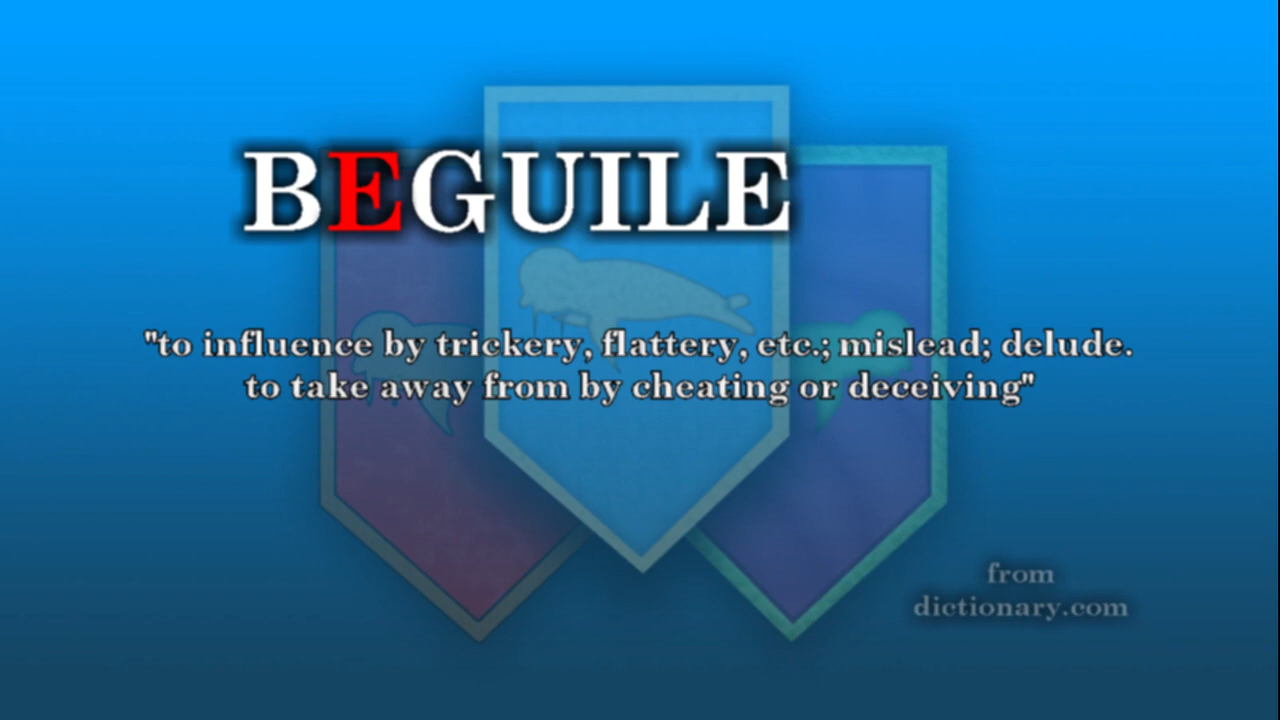 BEGUILE
"to influence by trickery, flattery, etc.; mislead; delude.
to take away from by cheating or deceiving"
from
dictionary.com